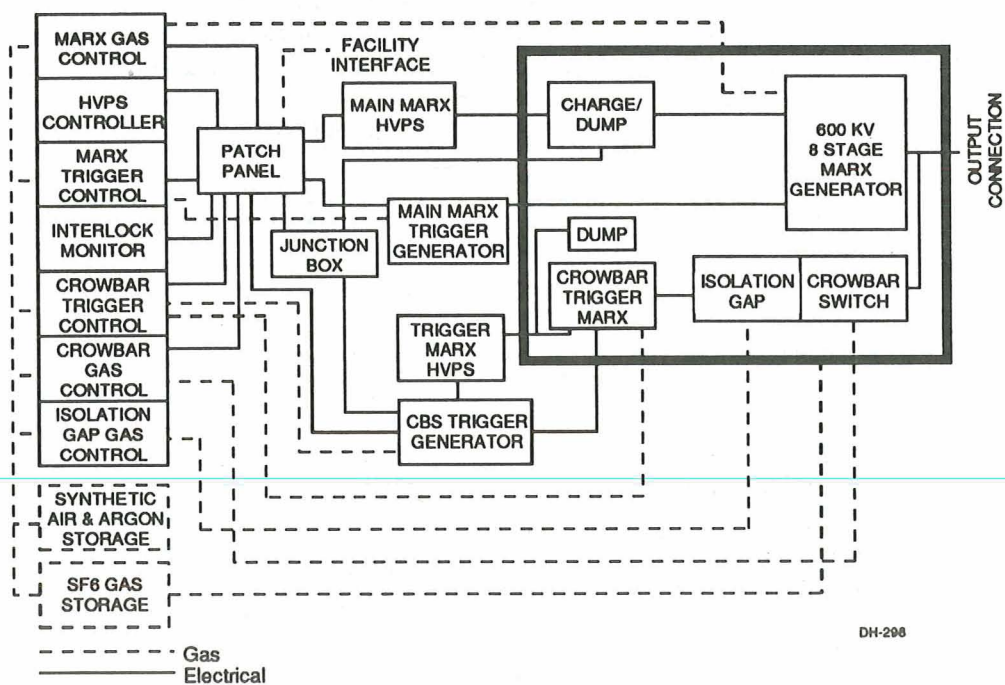 MARX GAS
CONTROL
HVPS
CONTROLLER
MARX
TRIGGER
CONTROL
INTERLOCK
MONITOR
CROWBAR
TRIGGER
CONTROL
CROWBAR
GAS
CONTROL
ISOLATION
GAP GAS
CONTROL
SYNTHETIC
AIR & ARGON
STORAGE
SF6 GAS
STORAGE
PATCH
PANEL
FACILITY
INTERFACE
MAIN MARX
HVPS
JUNCTION
BOX
MAIN MARX
TRIGGER
GENERATOR
TRIGGER
MARX
HVPS
CBS TRIGGER
GENERATOR
CHARGE/
DUMP
DUMP
CROWBAR
TRIGGER
MARX
ISOLATION
GAP
CROWBAR
SWITCH
600 KV
8 STAGE
MARX
GENERATOR
OUTPUT
CONNECTION
DH-298
Gas
Electrical